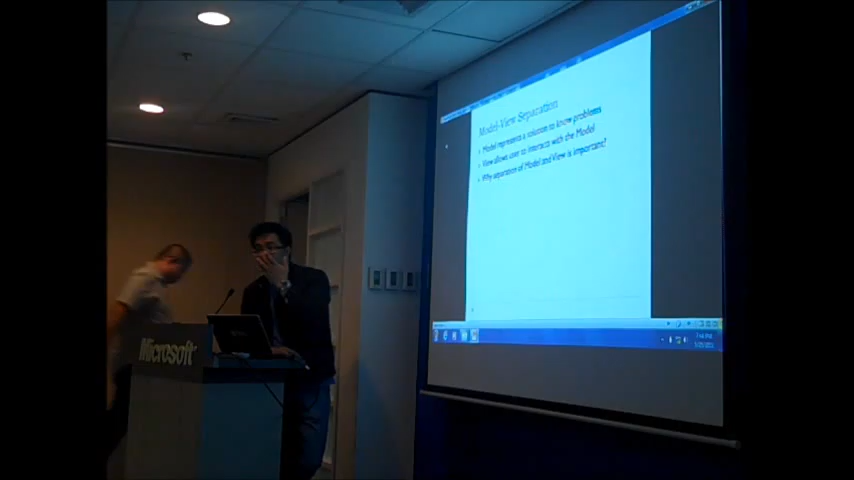 Model-View Separation
Model represents a solution to know problems
View allows user to interacts with the Model
Why separation of Model and View is important?
Microsoft